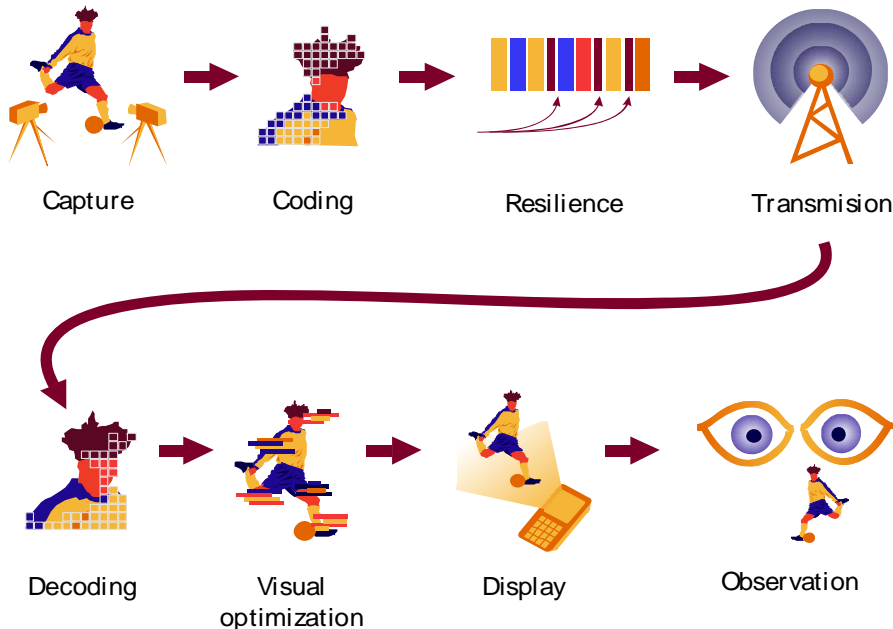 Capture
Coding
Resilience
Transmision
Decoding
Visual
optimization
Display
Observation